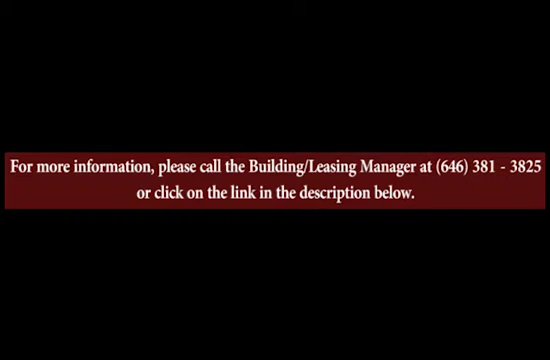 For more information, please call the Building/Leasing Manager at (646) 381 - 3825
or click on the link in the description below.